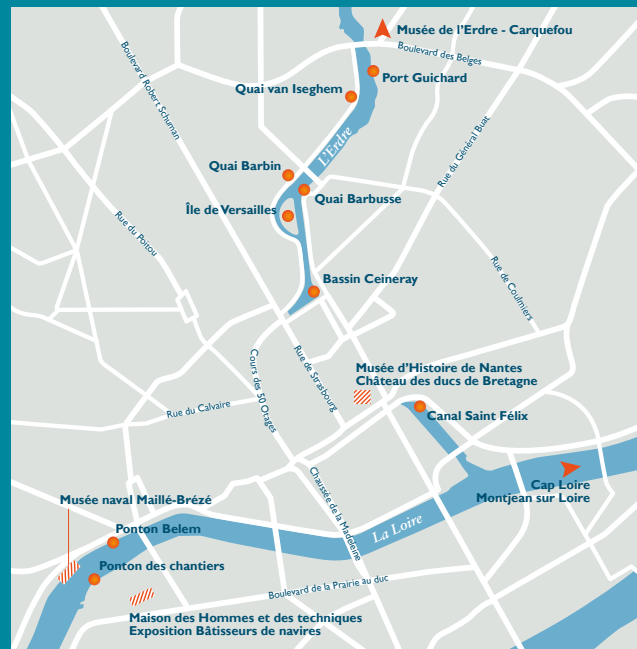 Musée de l'Erdre - Carquefou
Boulevard des Belges
Boulevard Robert Schuman
Port Guichard
Quai van Iseghem
L'Erdre
Rue du Général Buat
Quai Barbin
Quai Barbusse
Île de Versailles
Rue du Poitou
Rue de Coulmiers
Bassin Ceineray
Cours des 50 Otages
Rue de Strasbourg
Musée d'Histoire de Nantes
Château des ducs de Bretagne
Rue du Calvaire
Canal Saint Félix
Cap Loire
Montjean sur Loire
Chaussée de la Madeleine
Musée naval Maillé-Brézé
La Loire
Ponton Belem
Ponton des chantiers
Boulevard de la Prairie au duc
Maison des Hommes et des techniques
Exposition Bâtisseurs de navires